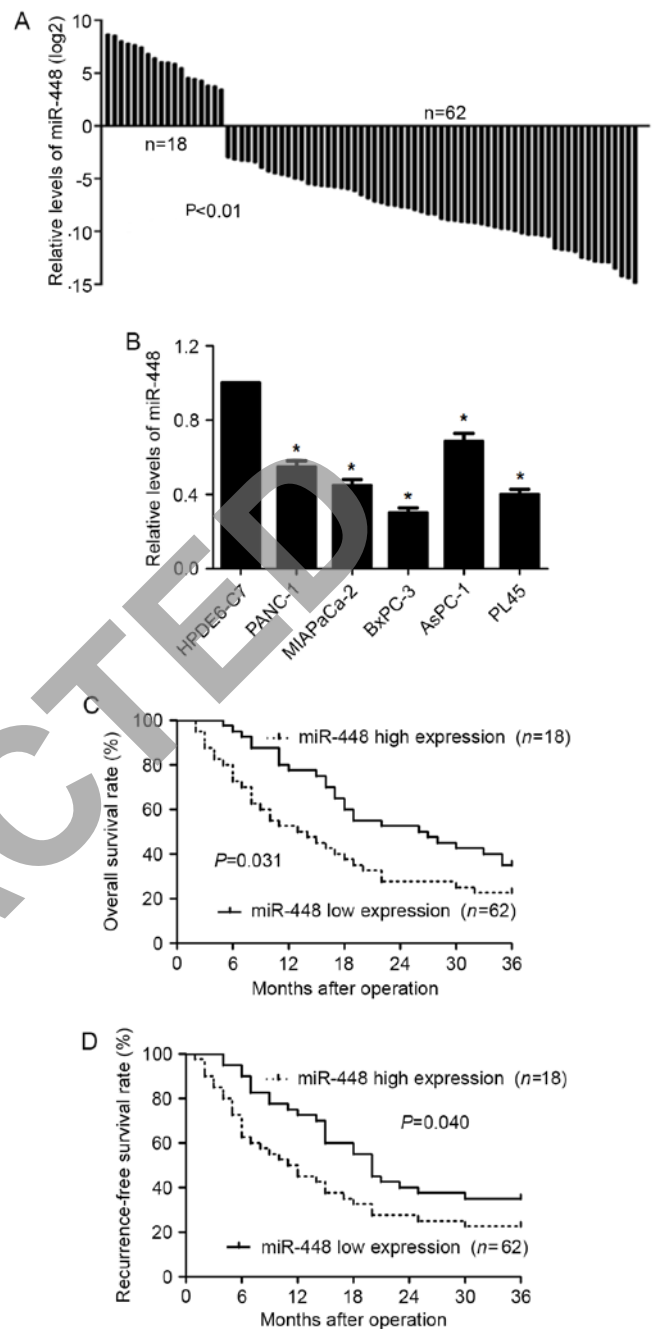 A
Relative levels of miR-448 (log2)
10
5
0
-5
-10
-15
n=18
n=62
P<0.01
B
Relative levels of miR-448
1.2
0.8
0.4
0.0
*
*
*
*
*
HPDE6-C7
PANC-1
MIAPaCa-2
BxPC-3
AsPC-1
PL45
C
Overall survival rate (%)
100
80
60
40
20
0
miR-448 high expression (n=18)
P=0.031
miR-448 low expression (n=62)
0 6 12 18 24 30 36
Months after operation
D
Recurrence-free survival rate (%)
100
80
60
40
20
0
miR-448 high expression (n=18)
P=0.040
miR-448 low expression (n=62)
0 6 12 18 24 30 36
Months after operation
ACTED